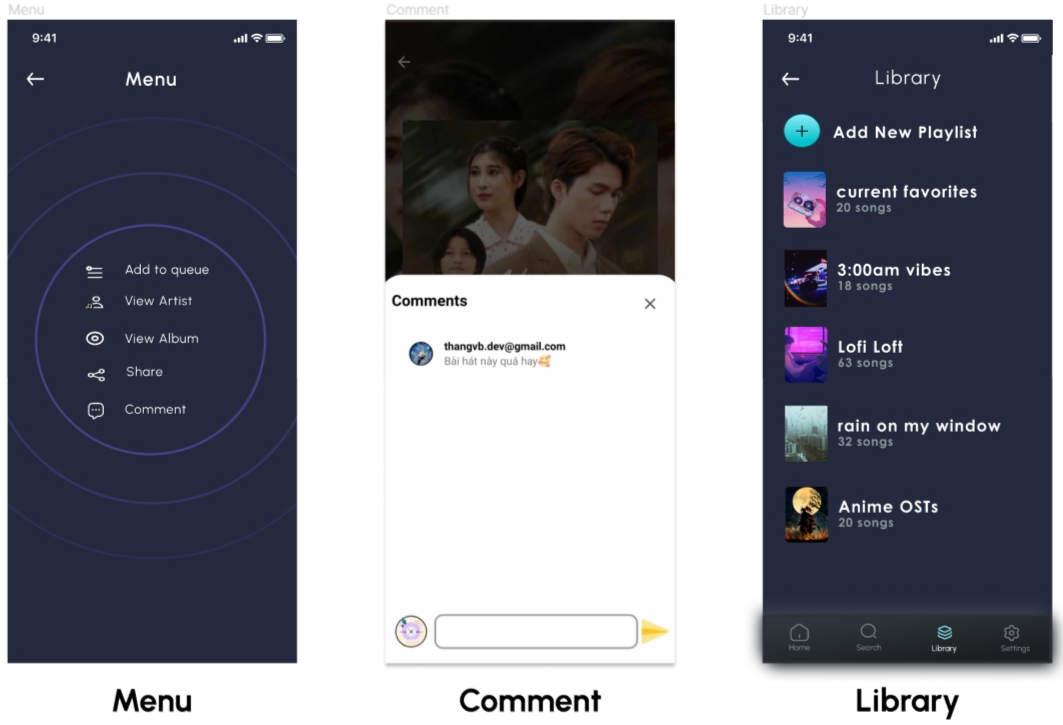 Menu
9:41
Menu
Add to queue
View Artist
View Album
Share
Comment
Menu
Comment
Comments
thangvb.dev@gmail.com
Bài hát này quá hay🥰
Comment
Library
9:41
Library
Add New Playlist
current favorites
20 songs
3:00am vibes
18 songs
Lofi Loft
63 songs
rain on my window
32 songs
Anime OSTs
20 songs
Home Search Library Settings
Library